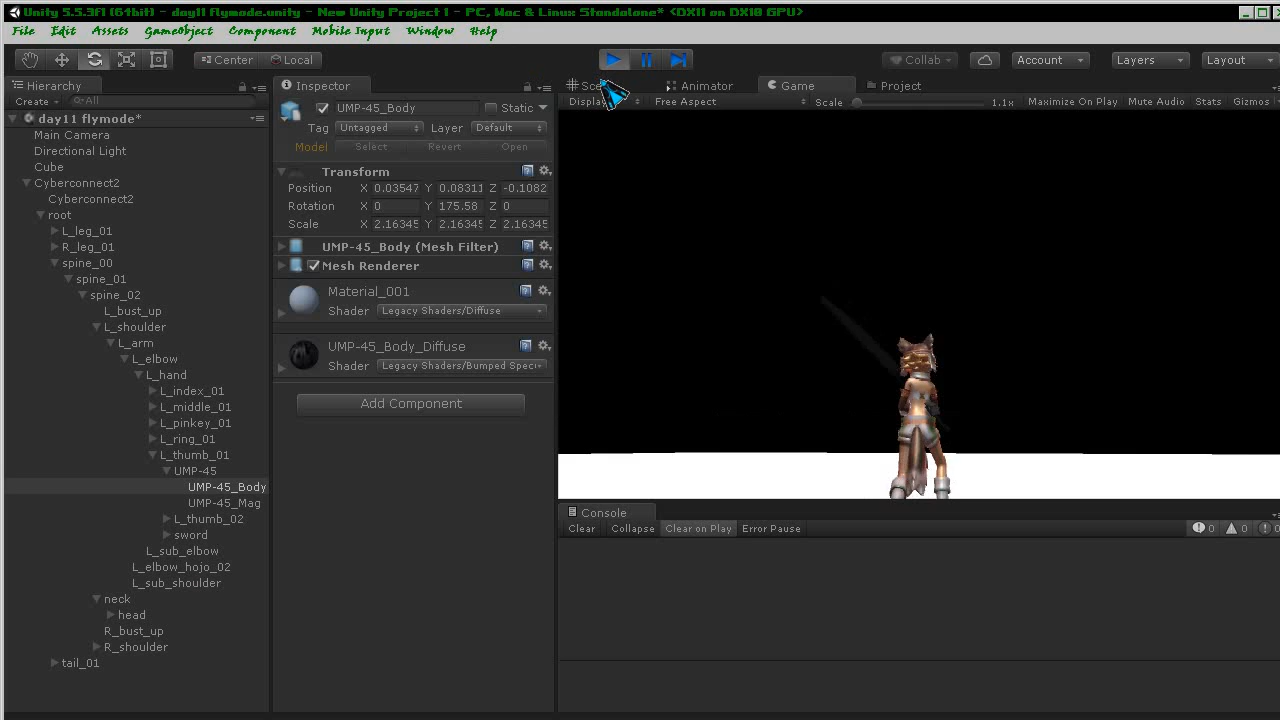 Unity 5.5.3f1 (64bit) - day11 flymode.unity - New Unity Project 1 - PC, Mac & Linux Standalone* <DX11 on DX10 GPU>
File Edit Assets GameObject Component Mobile Input Window Help
Center Local Collab Account Layers Layout
Hierarchy
Create All
day11 flymode*
Main Camera
Directional Light
Cube
Cyberconnect2
Cyberconnect2
root
L_leg_01
R_leg_01
spine_00
spine_01
spine_02
L_bust_up
L_shoulder
L_arm
L_elbow
L_hand
L_index_01
L_middle_01
L_pinkey_01
L_ring_01
L_thumb_01
UMP-45
UMP-45_Body
UMP-45_Mag
L_thumb_02
sword
L_sub_elbow
L_elbow_hojo_02
L_sub_shoulder
neck
head
R_bust_up
R_shoulder
tail_01
Inspector
UMP-45_Body Static
Tag Untagged Layer Default
Model Select Revert Open
Transform
Position X 0.03547 Y 0.08311 Z -0.1082
Rotation X 0 Y 175.58 Z 0
Scale X 2.16345 Y 2.16345 Z 2.16345
UMP-45_Body (Mesh Filter)
Mesh Renderer
Material_001
Shader Legacy Shaders/Diffuse
UMP-45_Body_Diffuse
Shader Legacy Shaders/Bumped Spec
Add Component
Animator Game Project
Free Aspect Scale 1.1x Maximize On Play Mute Audio Stats Gizmos
Console
Clear Collapse Clear on Play Error Pause 0 0 0